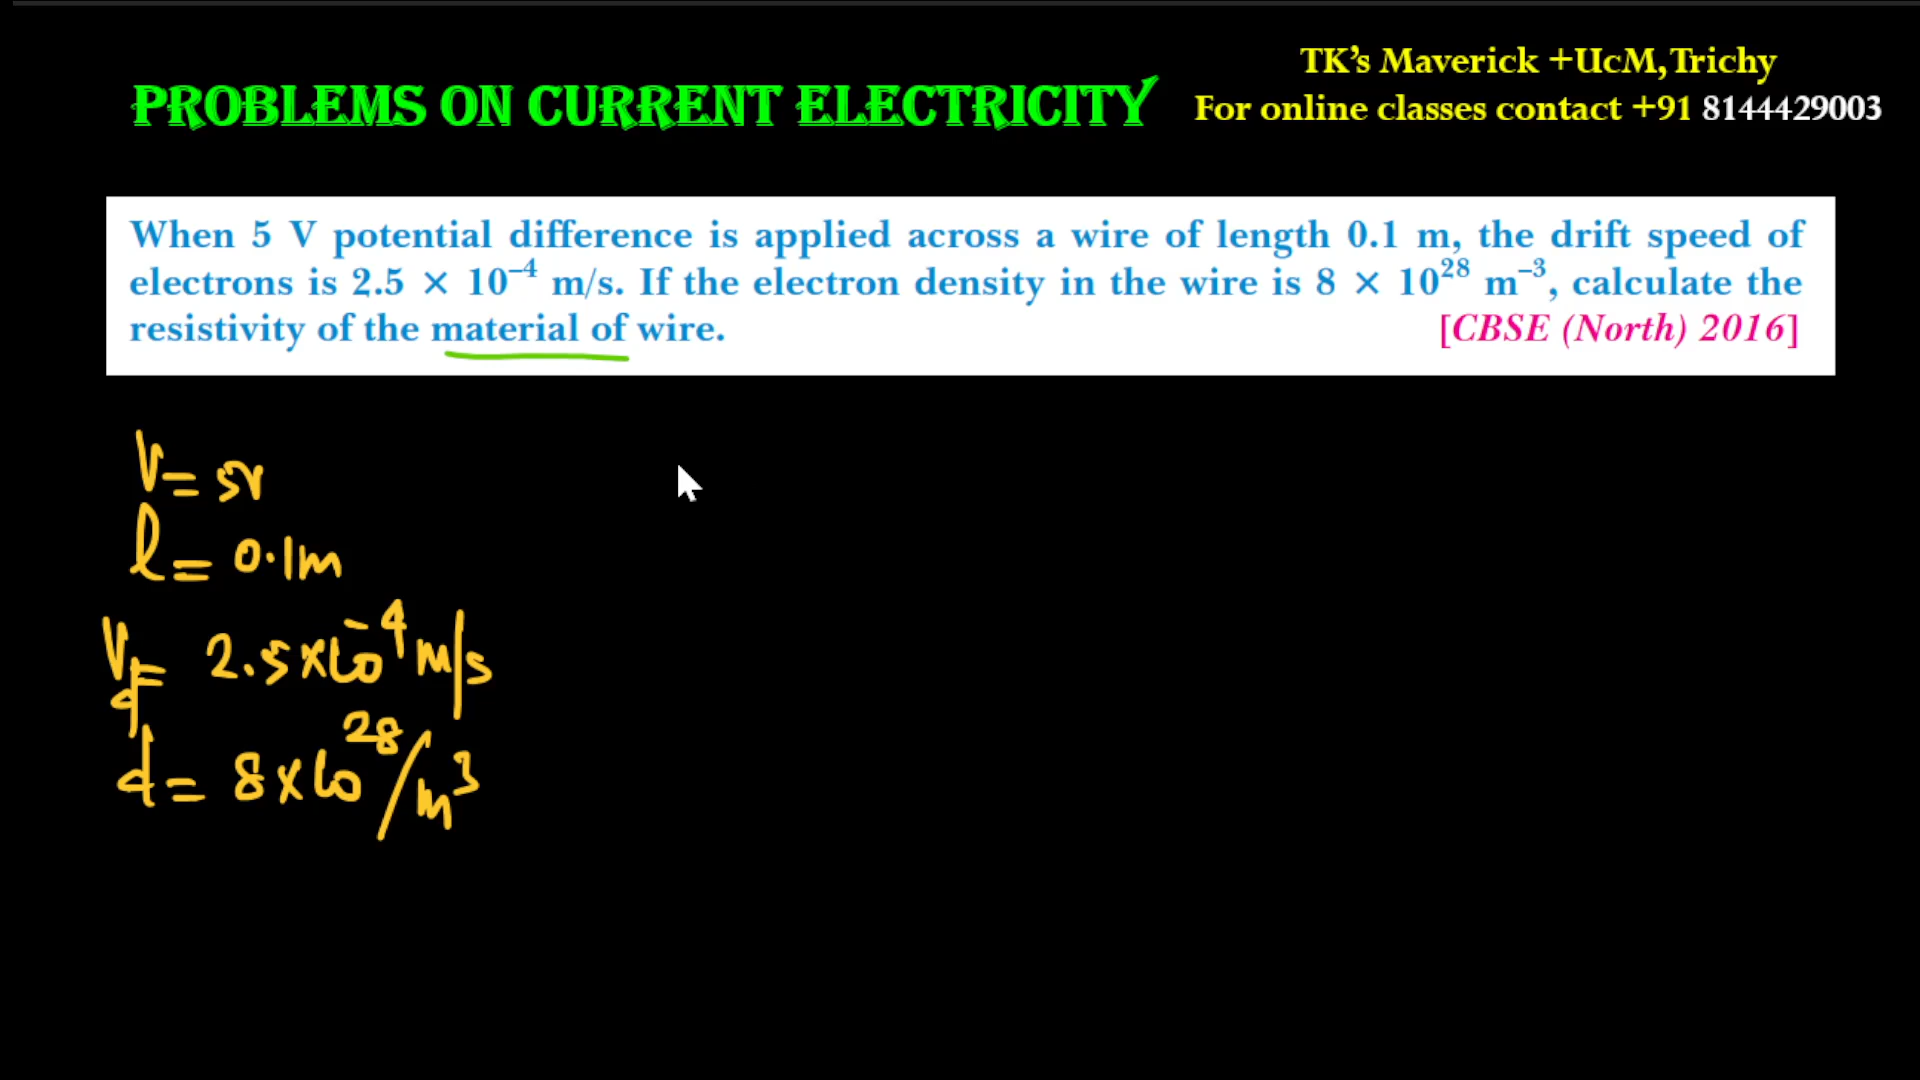 PROBLEMS ON CURRENT ELECTRICITY
TK's Maverick +UcM,Trichy
For online classes contact +91 8144429003
When 5 V potential difference is applied across a wire of length 0.1 m, the drift speed of
electrons is 2.5 × 10⁻⁴ m/s. If the electron density in the wire is 8 × 10²⁸ m⁻³, calculate the
resistivity of the material of wire. [CBSE (North) 2016]
V= 5V
l= 0.1m
Vd= 2.5×10⁻⁴ m/s
d= 8×10²⁸/m³